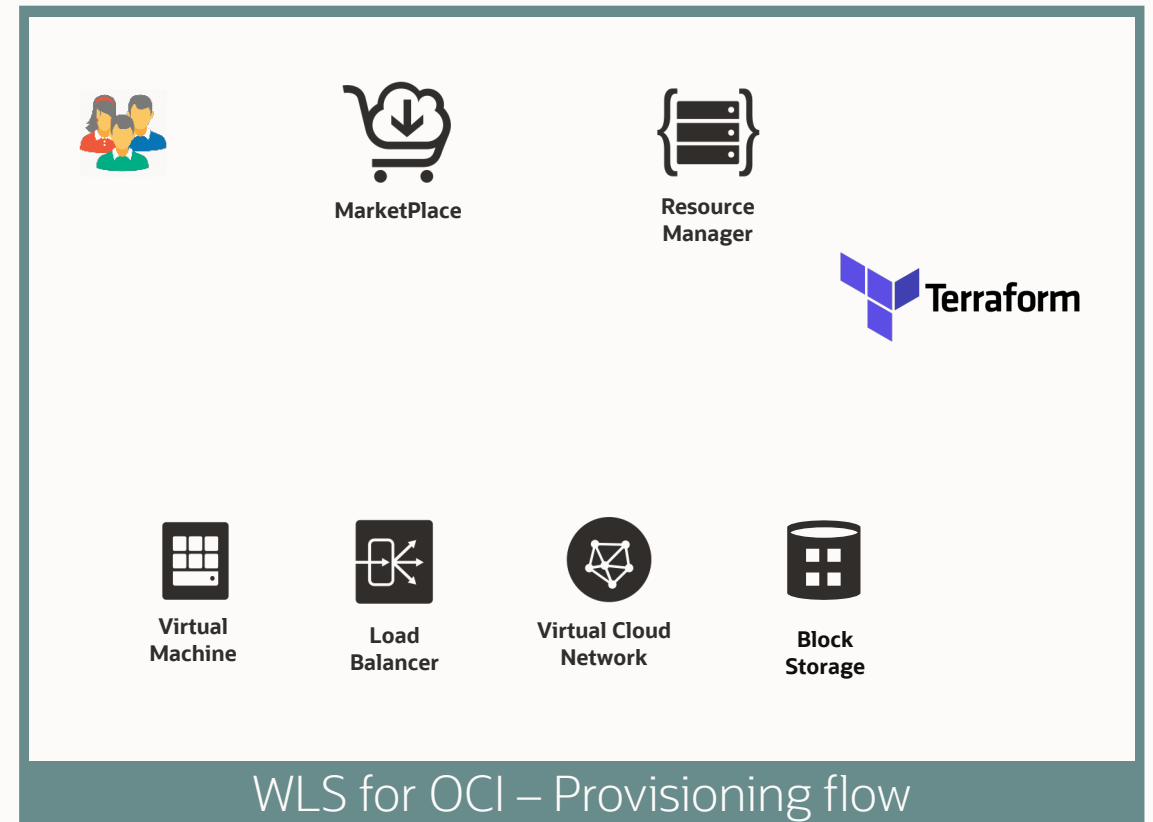 MarketPlace
Resource
Manager
Terraform
Virtual
Machine
Load
Balancer
Virtual Cloud
Network
Block
Storage
WLS for OCI – Provisioning flow